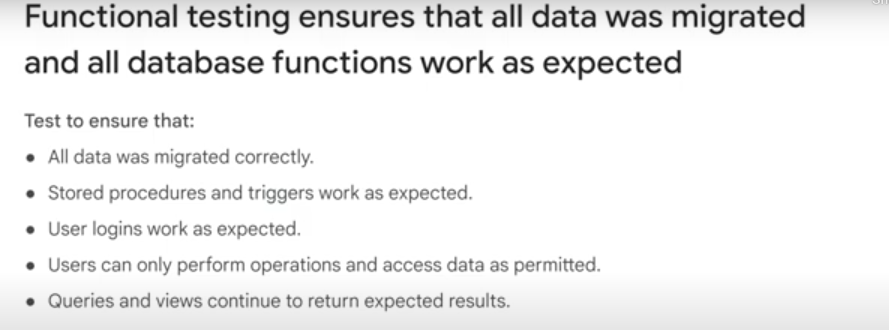 Functional testing ensures that all data was migrated
and all database functions work as expected
Test to ensure that:
• All data was migrated correctly.
• Stored procedures and triggers work as expected.
• User logins work as expected.
• Users can only perform operations and access data as permitted.
• Queries and views continue to return expected results.